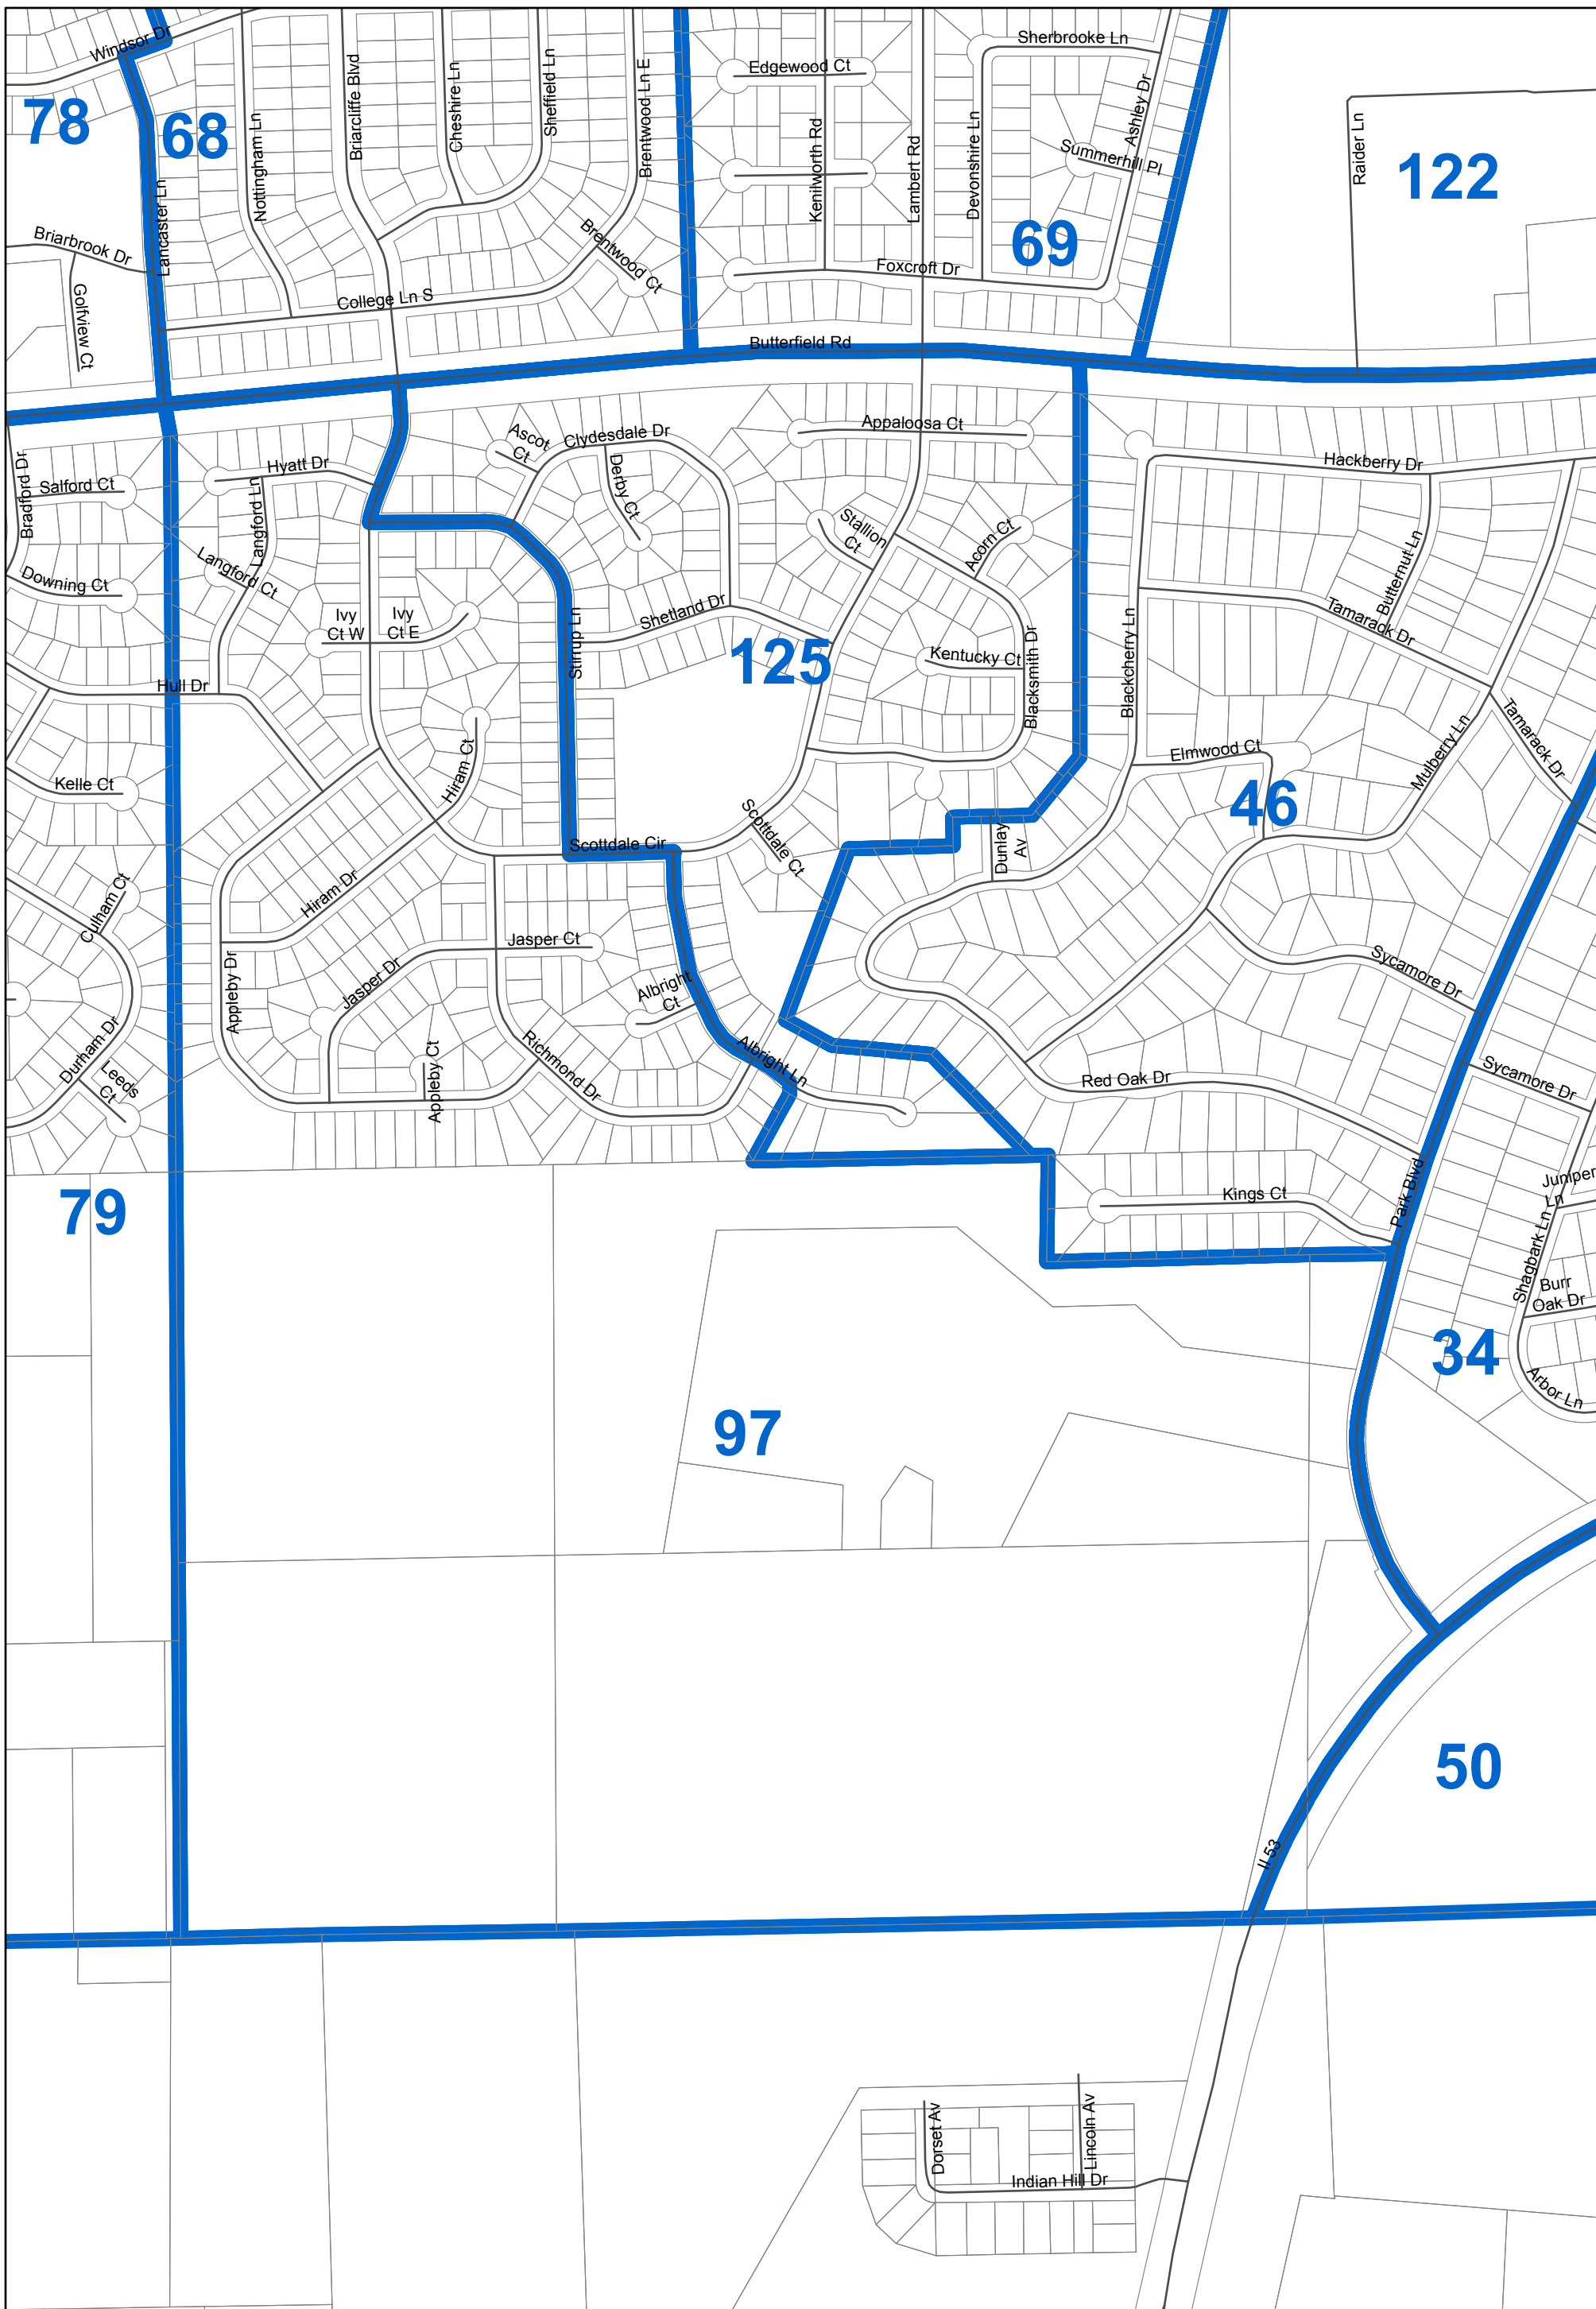 Windsor Dr
78
68
Nottingham Ln
Briarcliffe Blvd
Cheshire Ln
Sheffield Ln
Brentwood Ln E
Edgewood Ct
Kenilworth Rd
Lambert Rd
Devonshire Ln
Sherbrooke Ln
Ashley Dr
Summerhill Pl
69
Raider Ln
122
Lancaster Ln
Briarbrook Dr
Golfview Ct
College Ln S
Brentwood Ct
Foxcroft Dr
Butterfield Rd
Bradford Dr
Salford Ct
Downing Ct
Hyatt Dr
Langford Ln
Langford Ct
Ascot
Ct
Clydesdale Dr
Derby Ct
Appaloosa Ct
Stallion
Ct
Acorn Ct
Hackberry Dr
Butternut Ln
Tamarack Dr
Ivy
Ct W
Ivy
Ct E
Stirrup Ln
Shetland Dr
125
Kentucky Ct
Blacksmith Dr
Blackcherry Ln
Hull Dr
Kelle Ct
Hiram Ct
Elmwood Ct
Mulberry Ln
Tamarack Dr
46
Scottdale Cir
Scottdale Ct
Dunlay
Av
Culham Ct
Hiram Dr
Jasper Ct
Jasper Dr
Appleby Dr
Albright
Ct
Sycamore Dr
Durham Dr
Leeds
Ct
Appleby Ct
Richmond Dr
Albright Ln
Red Oak Dr
Sycamore Dr
79
Kings Ct
Park Blvd
Juniper
Ln
Shagbark Ln
Burr
Oak Dr
34
Arbor Ln
97
50
Il 53
Dorset Av
Lincoln Av
Indian Hill Dr